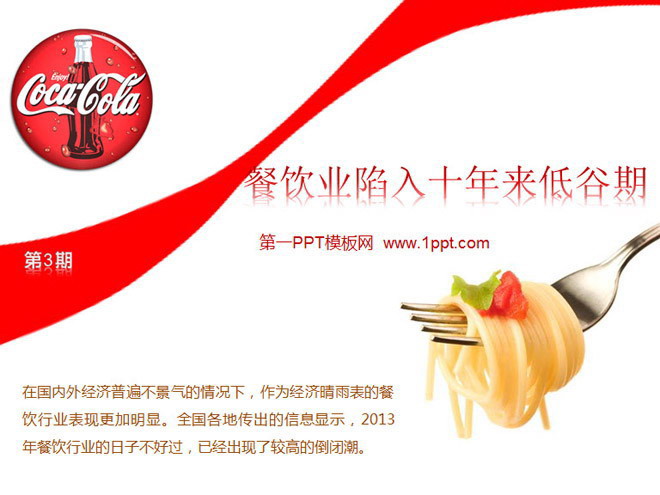 Enjoy!
Coca-Cola
餐饮业陷入十年来低谷期
第一PPT模板网 www.1ppt.com
第3期
在国内外经济普遍不景气的情况下，作为经济晴雨表的餐
饮行业表现更加明显。全国各地传出的信息显示，2013
年餐饮行业的日子不好过，已经出现了较高的倒闭潮。